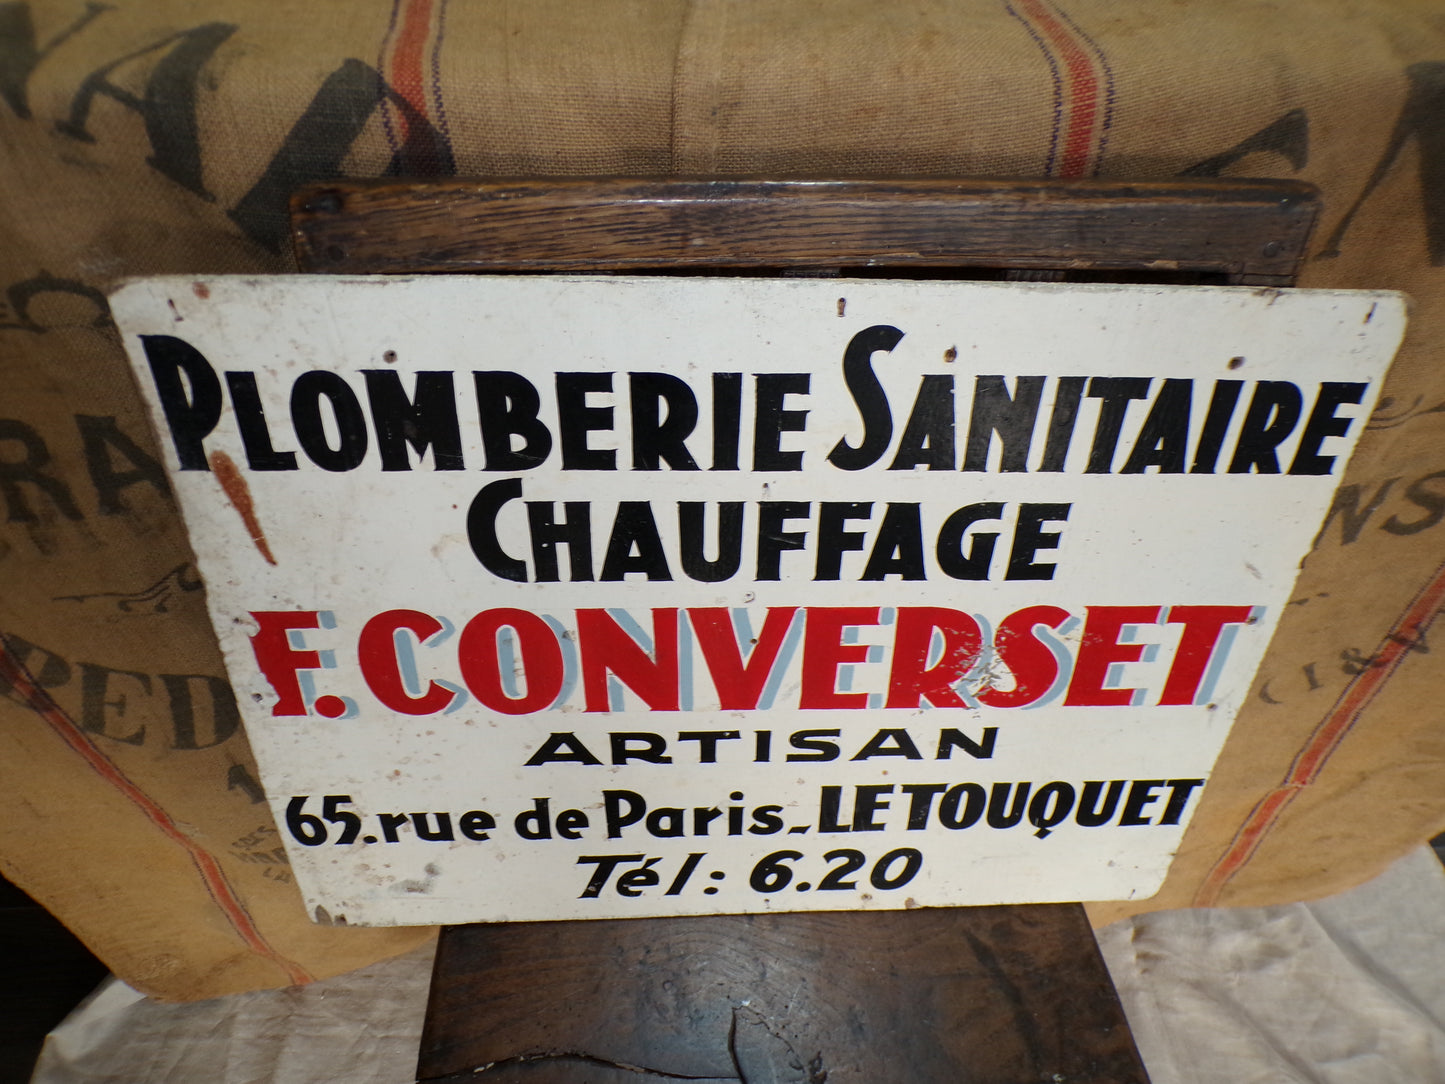 PLOMBERIE SANITAIRE
CHAUFFAGE
F. CONVERSET
ARTISAN
65. rue de Paris - LE TOUQUET
Tél: 6.20